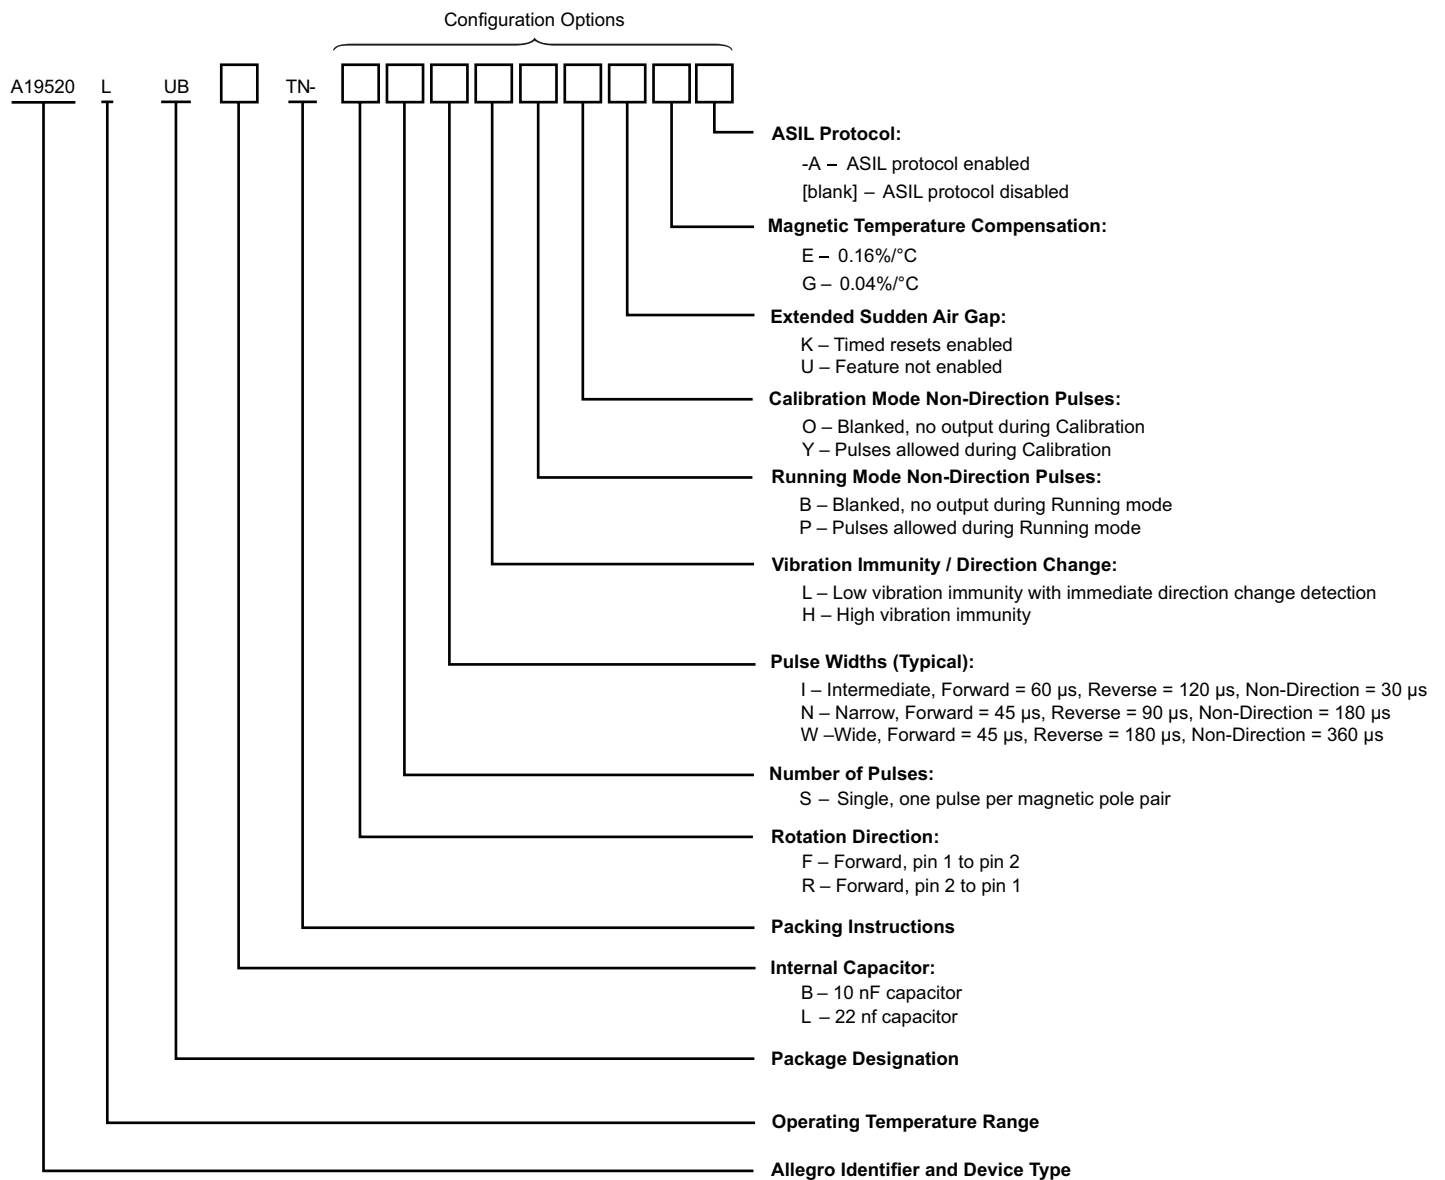 Configuration Options
A19520 L UB TN-
ASIL Protocol:
-A – ASIL protocol enabled
[blank] – ASIL protocol disabled
Magnetic Temperature Compensation:
E – 0.16%/°C
G – 0.04%/°C
Extended Sudden Air Gap:
K – Timed resets enabled
U – Feature not enabled
Calibration Mode Non-Direction Pulses:
O – Blanked, no output during Calibration
Y – Pulses allowed during Calibration
Running Mode Non-Direction Pulses:
B – Blanked, no output during Running mode
P – Pulses allowed during Running mode
Vibration Immunity / Direction Change:
L – Low vibration immunity with immediate direction change detection
H – High vibration immunity
Pulse Widths (Typical):
I – Intermediate, Forward = 60 µs, Reverse = 120 µs, Non-Direction = 30 µs
N – Narrow, Forward = 45 µs, Reverse = 90 µs, Non-Direction = 180 µs
W –Wide, Forward = 45 µs, Reverse = 180 µs, Non-Direction = 360 µs
Number of Pulses:
S – Single, one pulse per magnetic pole pair
Rotation Direction:
F – Forward, pin 1 to pin 2
R – Forward, pin 2 to pin 1
Packing Instructions
Internal Capacitor:
B – 10 nF capacitor
L – 22 nf capacitor
Package Designation
Operating Temperature Range
Allegro Identifier and Device Type